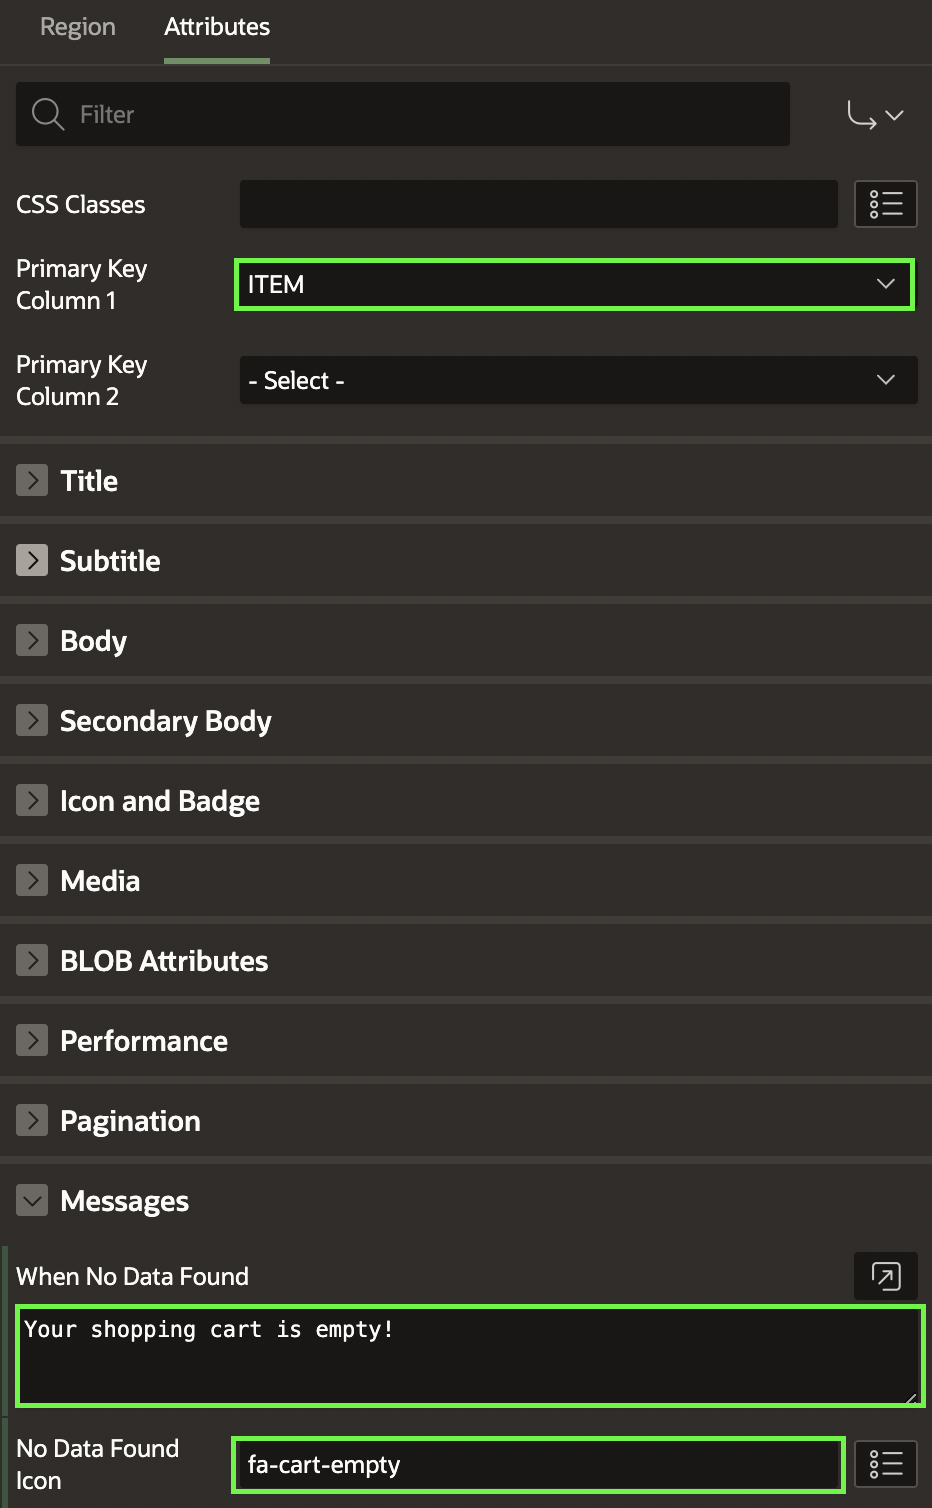 Region Attributes
Filter
CSS Classes
Primary Key
Column 1
ITEM
Primary Key
Column 2
- Select -
Title
Subtitle
Body
Secondary Body
Icon and Badge
Media
BLOB Attributes
Performance
Pagination
Messages
When No Data Found
Your shopping cart is empty!
No Data Found
Icon
fa-cart-empty